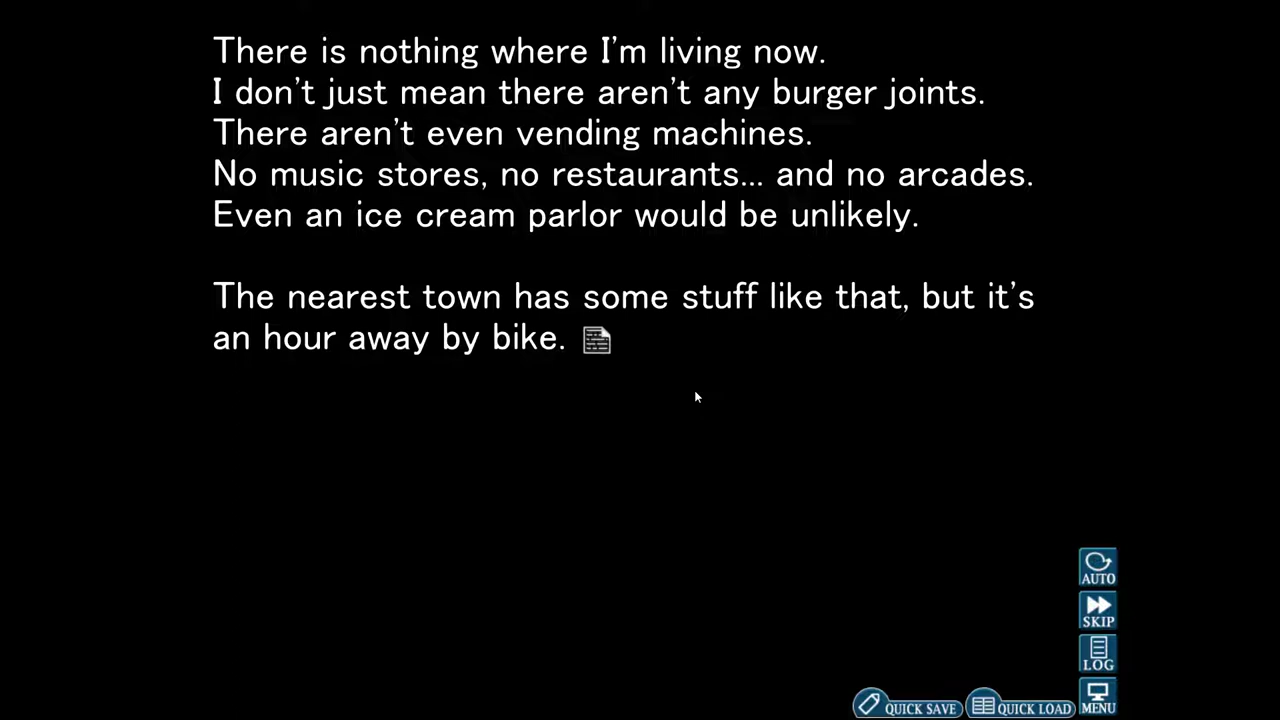 There is nothing where I'm living now.
I don't just mean there aren't any burger joints.
There aren't even vending machines.
No music stores, no restaurants... and no arcades.
Even an ice cream parlor would be unlikely.
The nearest town has some stuff like that, but it's
an hour away by bike.
AUTO
SKIP
LOG
MENU
QUICK SAVE
QUICK LOAD